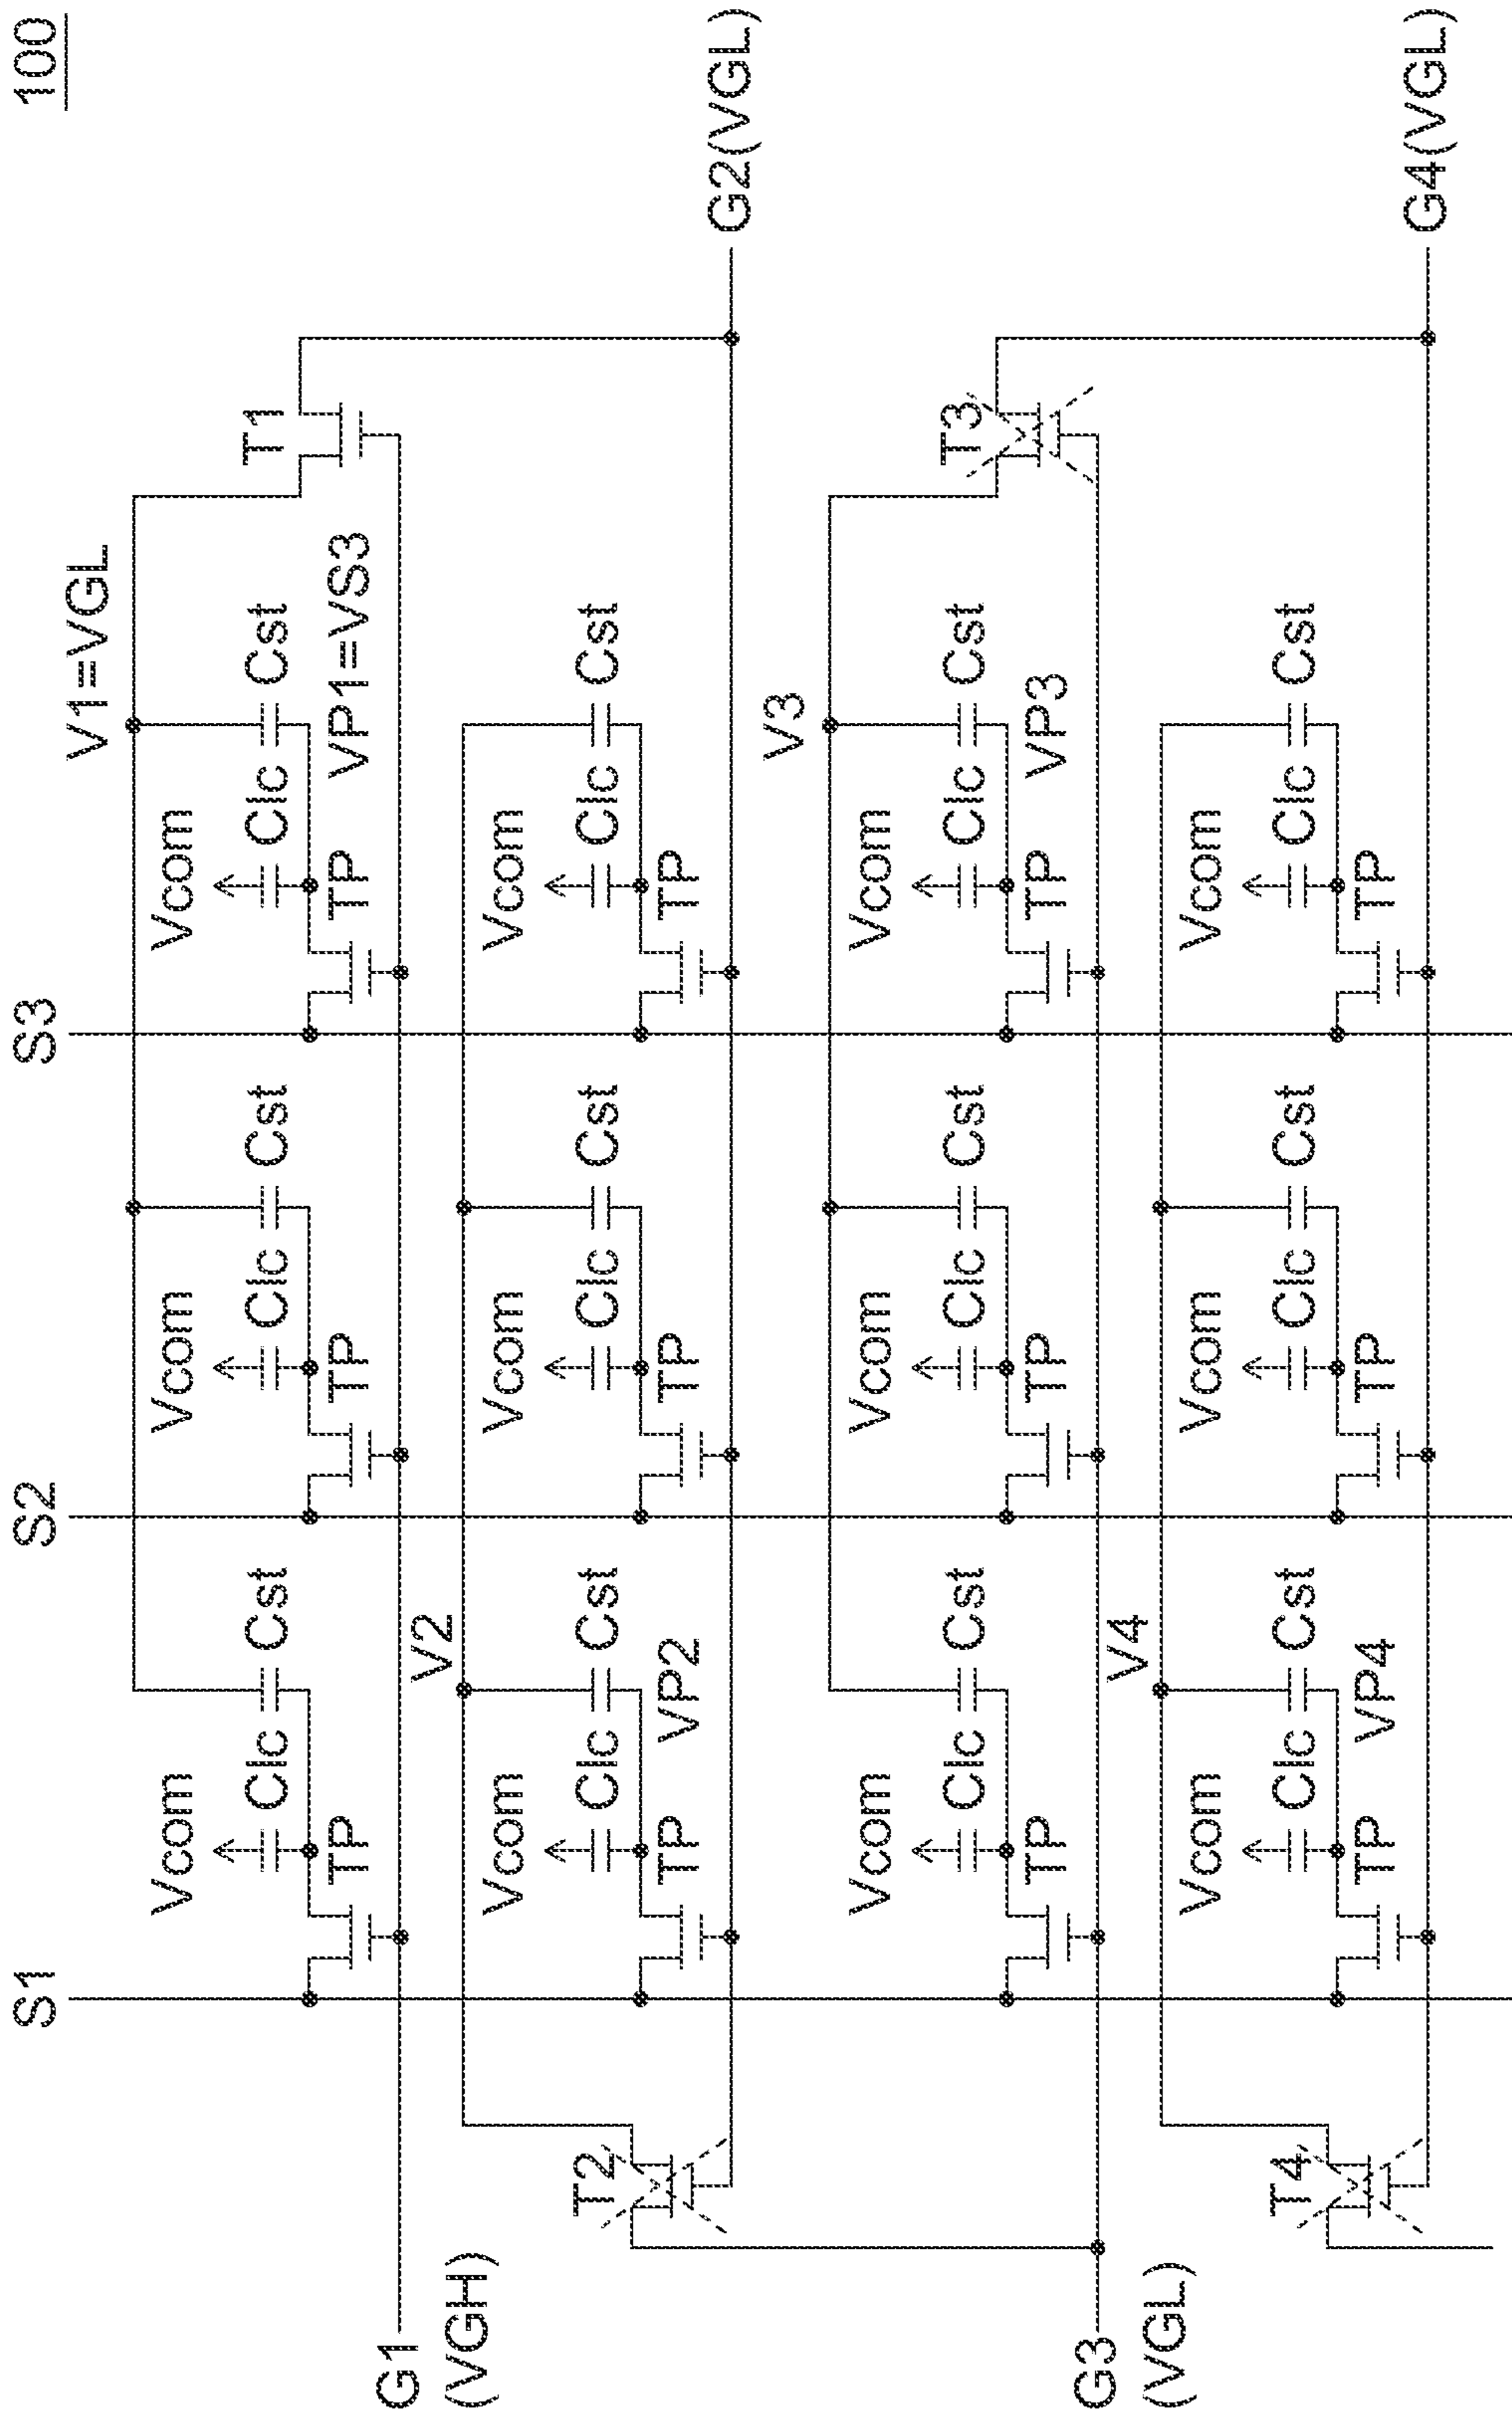 100
S1
S2
S3
V1=VGL
Vcom
Vcom
Vcom
Clc
Cst
Clc
Cst
Clc
Cst
T1
TP
TP
TP
VP1=VS3
G1
(VGH)
V2
Vcom
Vcom
Vcom
T2
Clc
Cst
Clc
Cst
Clc
Cst
TP
VP2
TP
TP
G2(VGL)
V3
Vcom
Vcom
Vcom
Clc
Cst
Clc
Cst
Clc
Cst
T3
TP
TP
TP
VP3
G3
(VGL)
V4
Vcom
Vcom
Vcom
T4
Clc
Cst
Clc
Cst
Clc
Cst
TP
VP4
TP
TP
G4(VGL)